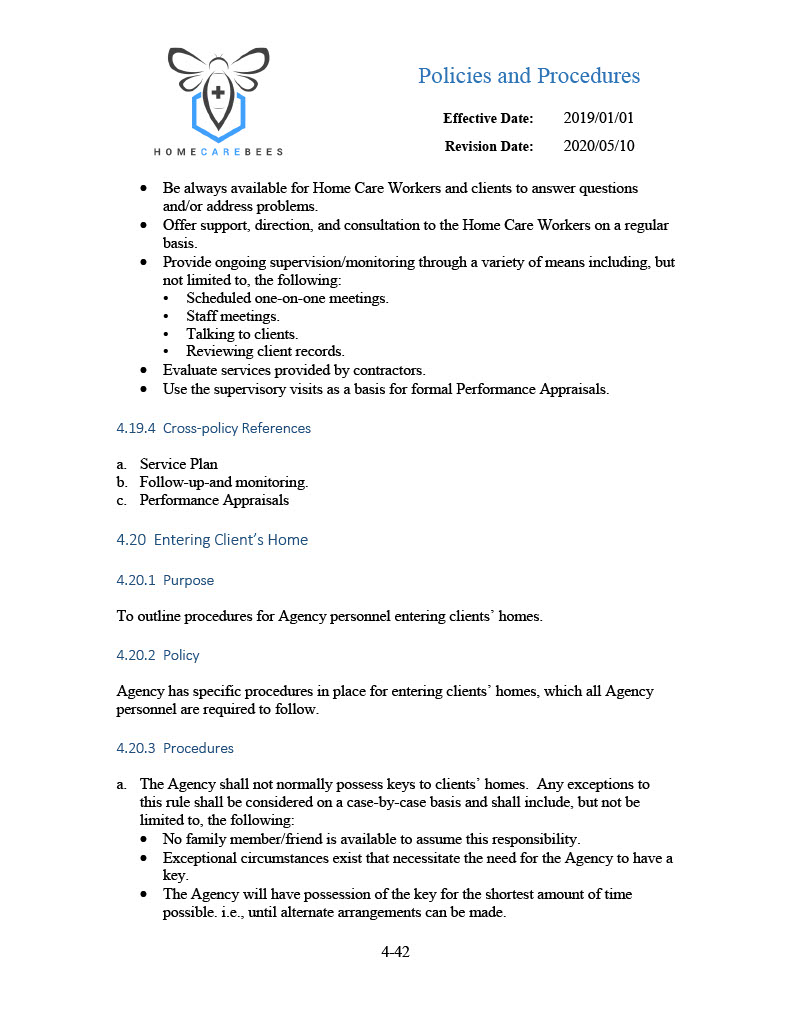 HOMECAREBEES
Policies and Procedures
Effective Date: 2019/01/01
Revision Date: 2020/05/10
• Be always available for Home Care Workers and clients to answer questions
and/or address problems.
• Offer support, direction, and consultation to the Home Care Workers on a regular
basis.
• Provide ongoing supervision/monitoring through a variety of means including, but
not limited to, the following:
• Scheduled one-on-one meetings.
• Staff meetings.
• Talking to clients.
• Reviewing client records.
• Evaluate services provided by contractors.
• Use the supervisory visits as a basis for formal Performance Appraisals.
4.19.4 Cross-policy References
a. Service Plan
b. Follow-up-and monitoring.
c. Performance Appraisals
4.20 Entering Client’s Home
4.20.1 Purpose
To outline procedures for Agency personnel entering clients’ homes.
4.20.2 Policy
Agency has specific procedures in place for entering clients’ homes, which all Agency
personnel are required to follow.
4.20.3 Procedures
a. The Agency shall not normally possess keys to clients’ homes. Any exceptions to
this rule shall be considered on a case-by-case basis and shall include, but not be
limited to, the following:
• No family member/friend is available to assume this responsibility.
• Exceptional circumstances exist that necessitate the need for the Agency to have a
key.
• The Agency will have possession of the key for the shortest amount of time
possible. i.e., until alternate arrangements can be made.
4-42